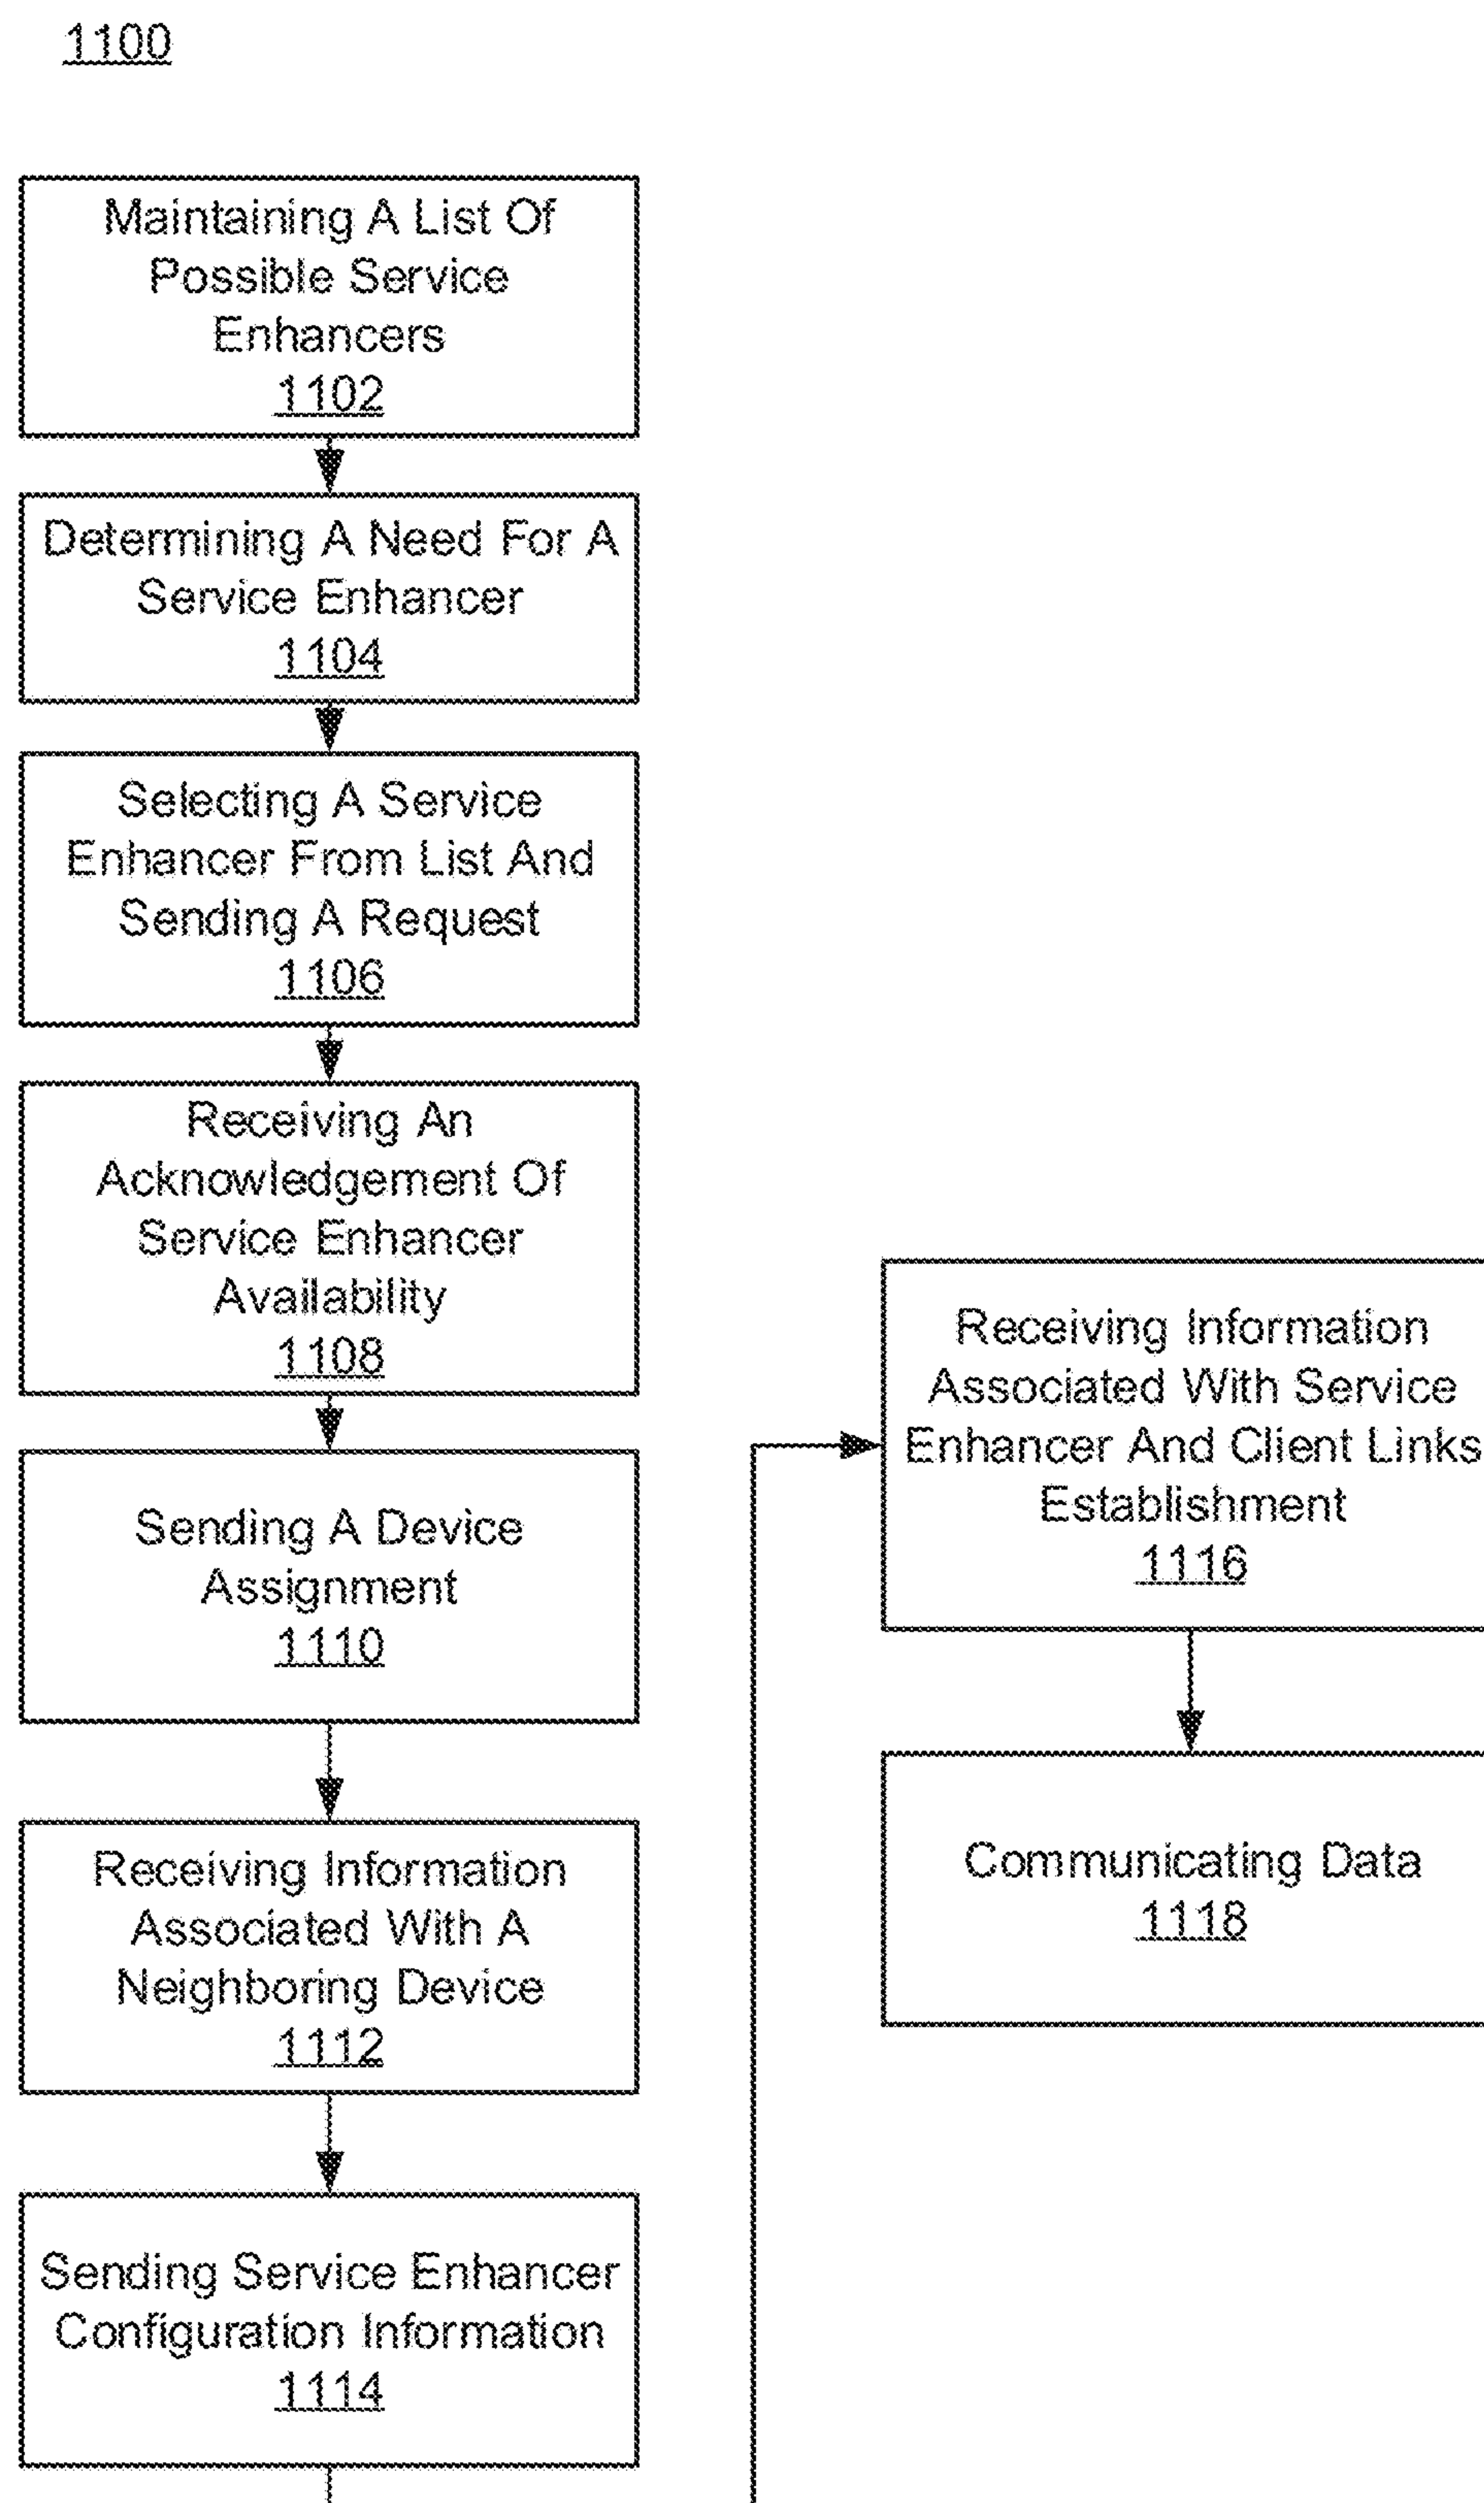 1100
Maintaining A List Of
Possible Service
Enhancers
1102
Determining A Need For A
Service Enhancer
1104
Selecting A Service
Enhancer From List And
Sending A Request
1106
Receiving An
Acknowledgement Of
Service Enhancer
Availability
1108
Sending A Device
Assignment
1110
Receiving Information
Associated With A
Neighboring Device
1112
Sending Service Enhancer
Configuration Information
1114
Receiving Information
Associated With Service
Enhancer And Client Links
Establishment
1116
Communicating Data
1118